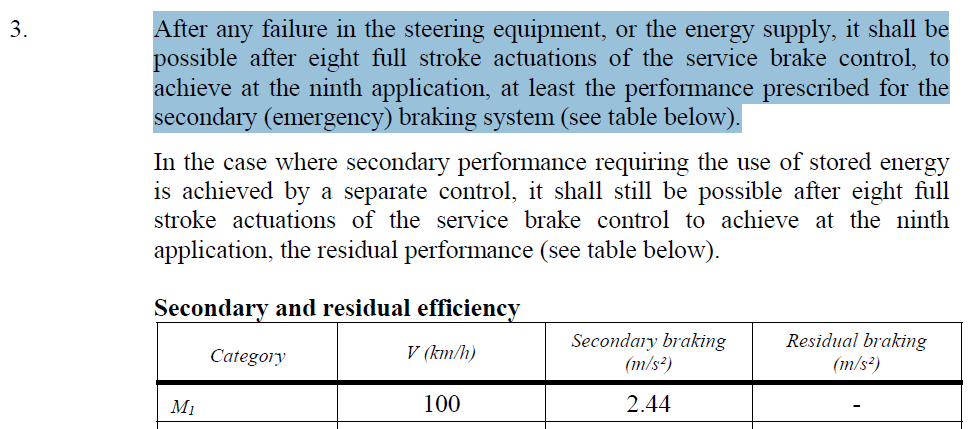 3.
After any failure in the steering equipment, or the energy supply, it shall be
possible after eight full stroke actuations of the service brake control, to
achieve at the ninth application, at least the performance prescribed for the
secondary (emergency) braking system (see table below).
In the case where secondary performance requiring the use of stored energy
is achieved by a separate control, it shall still be possible after eight full
stroke actuations of the service brake control to achieve at the ninth
application, the residual performance (see table below).
Secondary and residual efficiency
Category V (km/h) Secondary braking (m/s²) Residual braking (m/s²)
M₁ 100 2.44 -